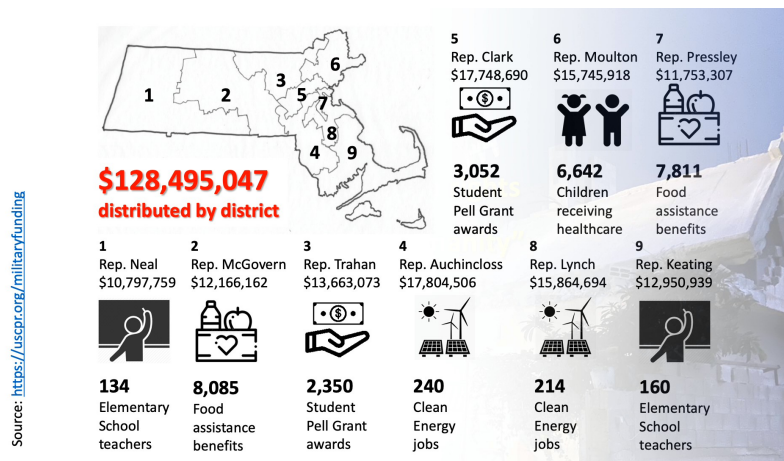 1
2
3
4
5
6
7
8
9
$128,495,047
distributed by district
5
Rep. Clark
$17,748,690
3,052
Student
Pell Grant
awards
6
Rep. Moulton
$15,745,918
6,642
Children
receiving
healthcare
7
Rep. Pressley
$11,753,307
7,811
Food
assistance
benefits
1
Rep. Neal
$10,797,759
134
Elementary
School
teachers
2
Rep. McGovern
$12,166,162
8,085
Food
assistance
benefits
3
Rep. Trahan
$13,663,073
2,350
Student
Pell Grant
awards
4
Rep. Auchincloss
$17,804,506
240
Clean
Energy
jobs
8
Rep. Lynch
$15,864,694
214
Clean
Energy
jobs
9
Rep. Keating
$12,950,939
160
Elementary
School
teachers
Source: https://uscpr.org/militaryfunding